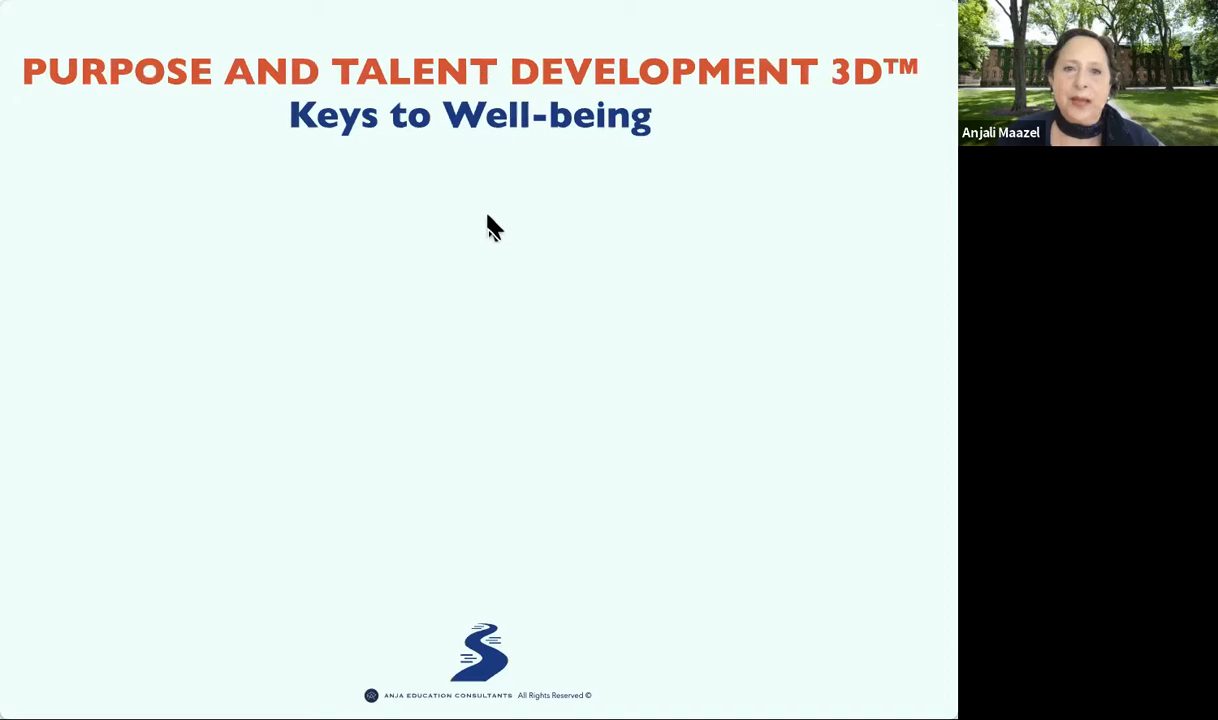 PURPOSE AND TALENT DEVELOPMENT 3D™
Keys to Well-being
Anjali Maazel
ANJA EDUCATION CONSULTANTS All Rights Reserved ©